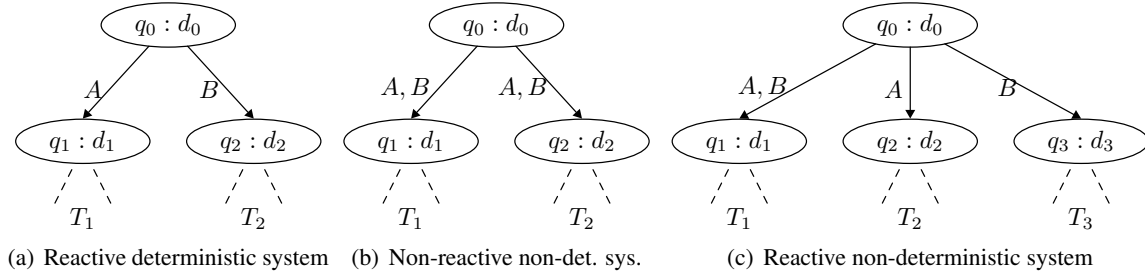 q0 : d0 q0 : d0 q0 : d0
A B A, B A, B A, B A B
q1 : d1 q2 : d2 q1 : d1 q2 : d2 q1 : d1 q2 : d2 q3 : d3
T1 T2 T1 T2 T1 T2 T3
(a) Reactive deterministic system (b) Non-reactive non-det. sys. (c) Reactive non-deterministic system